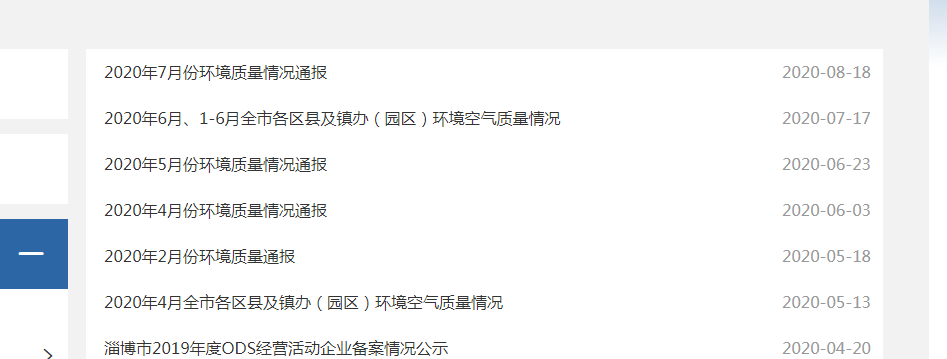 2020年7月份环境质量情况通报 2020-08-18
2020年6月、1-6月全市各区县及镇办（园区）环境空气质量情况 2020-07-17
2020年5月份环境质量情况通报 2020-06-23
2020年4月份环境质量情况通报 2020-06-03
2020年2月份环境质量通报 2020-05-18
2020年4月全市各区县及镇办（园区）环境空气质量情况 2020-05-13
淄博市2019年度ODS经营活动企业备案情况公示 2020-04-20